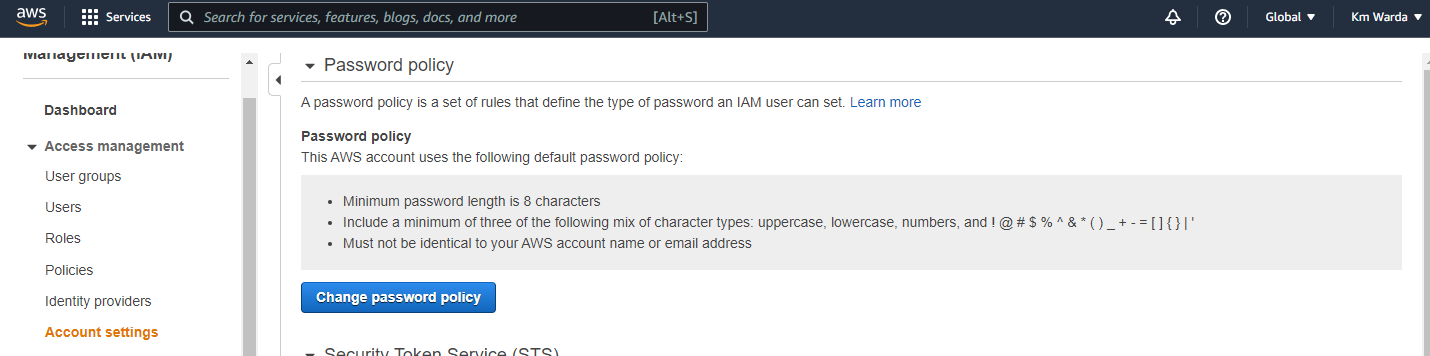 aws
Services
Search for services, features, blogs, docs, and more
[Alt+S]
Global
Km Warda
Management (IAM)
Dashboard
Access management
User groups
Users
Roles
Policies
Identity providers
Account settings
Password policy
A password policy is a set of rules that define the type of password an IAM user can set. Learn more
Password policy
This AWS account uses the following default password policy:
• Minimum password length is 8 characters
• Include a minimum of three of the following mix of character types: uppercase, lowercase, numbers, and ! @ # $ % ^ & * ( ) _ + - = [ ] { } | '
• Must not be identical to your AWS account name or email address
Change password policy
Security Token Service (STS)